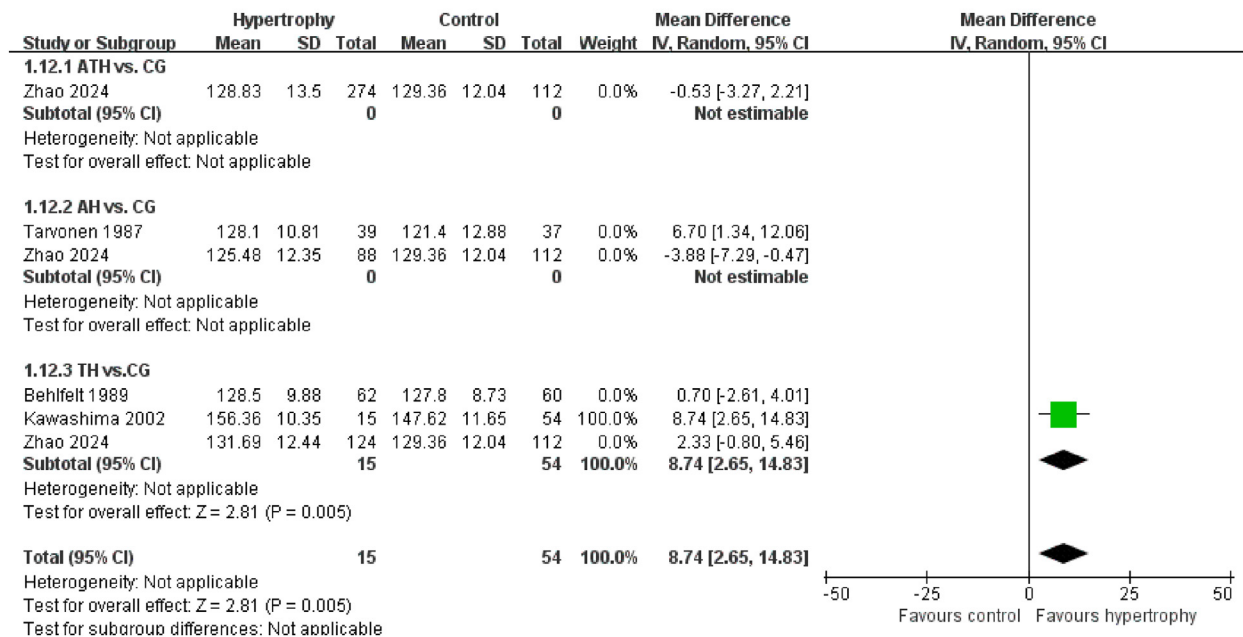 Hypertrophy Control Mean Difference Mean Difference
Study or Subgroup Mean SD Total Mean SD Total Weight IV, Random, 95% CI IV, Random, 95% CI
1.12.1 ATH vs. CG
Zhao 2024 128.83 13.5 274 129.36 12.04 112 0.0% -0.53 [-3.27, 2.21]
Subtotal (95% CI) 0 0 Not estimable
Heterogeneity: Not applicable
Test for overall effect: Not applicable
1.12.2 AH vs. CG
Tarvonen 1987 128.1 10.81 39 121.4 12.88 37 0.0% 6.70 [1.34, 12.06]
Zhao 2024 125.48 12.35 88 129.36 12.04 112 0.0% -3.88 [-7.29, -0.47]
Subtotal (95% CI) 0 0 Not estimable
Heterogeneity: Not applicable
Test for overall effect: Not applicable
1.12.3 TH vs.CG
Behlfelt 1989 128.5 9.88 62 127.8 8.73 60 0.0% 0.70 [-2.61, 4.01]
Kawashima 2002 156.36 10.35 15 147.62 11.65 54 100.0% 8.74 [2.65, 14.83]
Zhao 2024 131.69 12.44 124 129.36 12.04 112 0.0% 2.33 [-0.80, 5.46]
Subtotal (95% CI) 15 54 100.0% 8.74 [2.65, 14.83]
Heterogeneity: Not applicable
Test for overall effect: Z = 2.81 (P = 0.005)
Total (95% CI) 15 54 100.0% 8.74 [2.65, 14.83]
Heterogeneity: Not applicable
Test for overall effect: Z = 2.81 (P = 0.005)
Test for subgroup differences: Not applicable
-50 -25 0 25 50
Favours control Favours hypertrophy